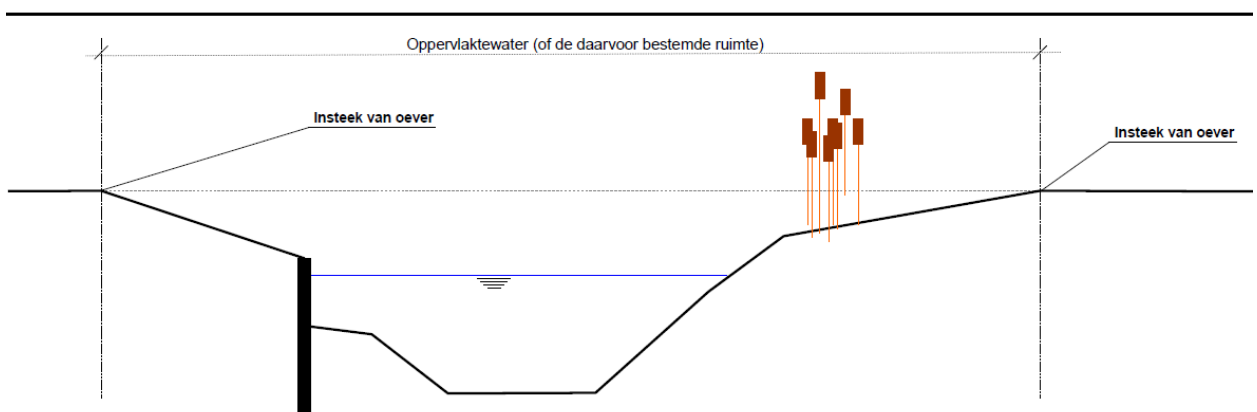 Oppervlaktewater (of de daarvoor bestemde ruimte)
Insteek van oever
Insteek van oever